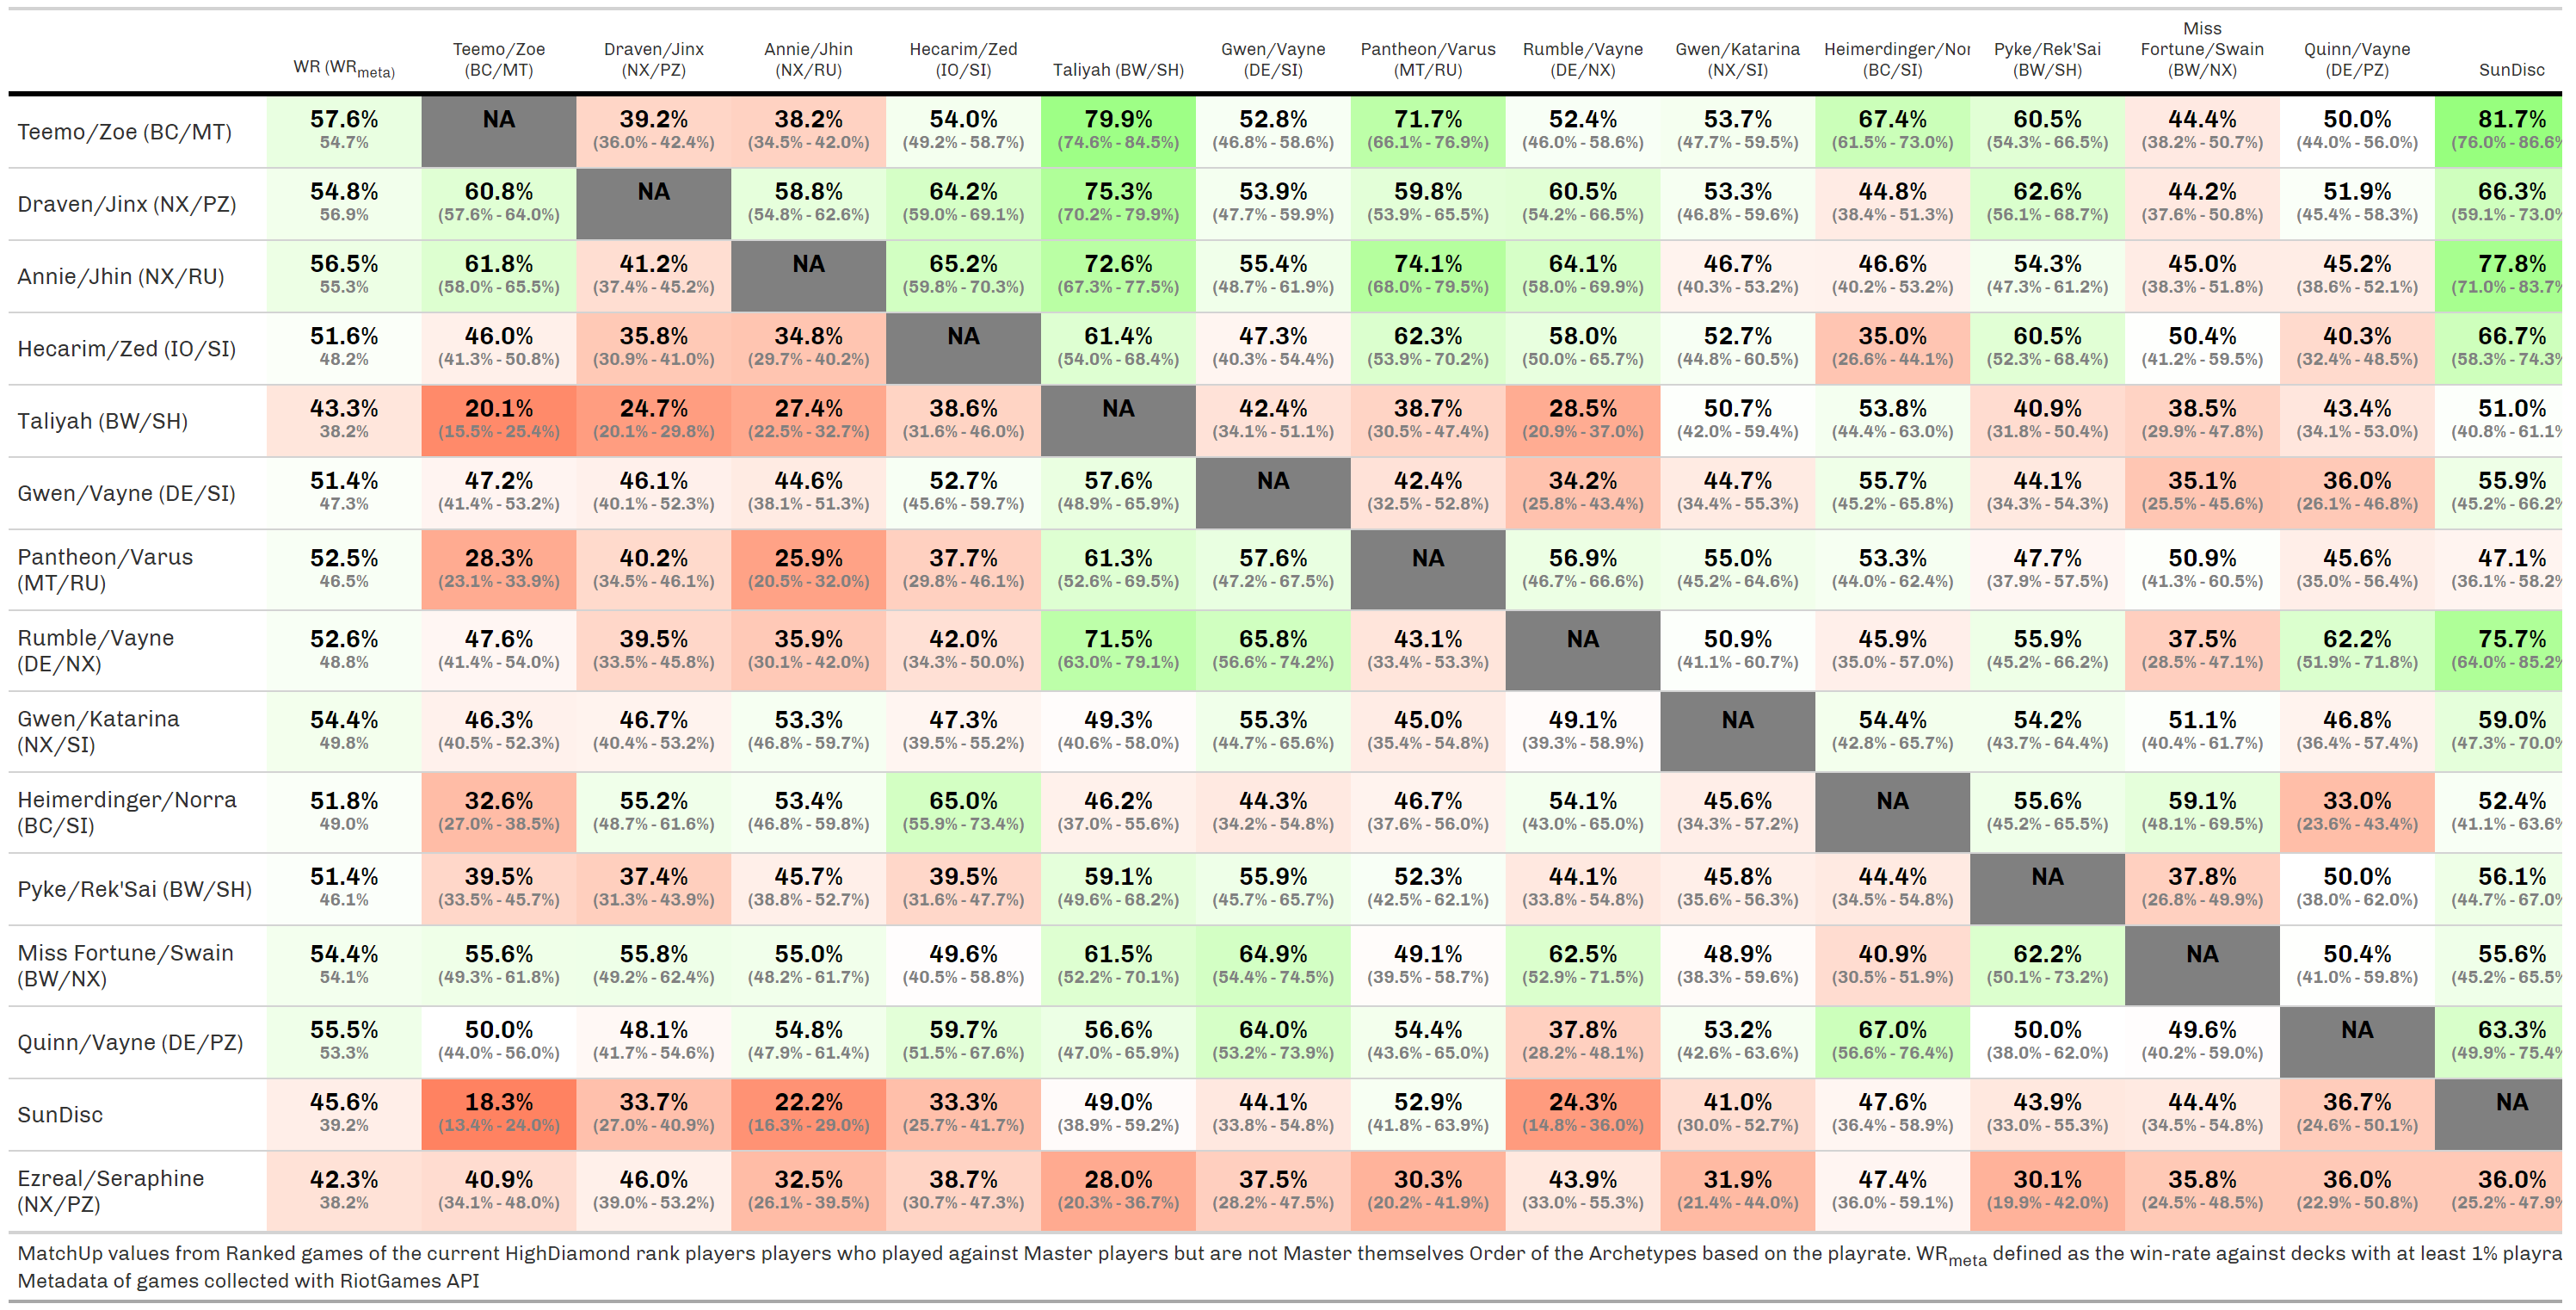 WR (WRmeta) Teemo/Zoe (BC/MT) Draven/Jinx (NX/PZ) Annie/Jhin (NX/RU) Hecarim/Zed (IO/SI) Taliyah (BW/SH) Gwen/Vayne (DE/SI) Pantheon/Varus (MT/RU) Rumble/Vayne (DE/NX) Gwen/Katarina (NX/SI) Heimerdinger/Nor (BC/SI) Pyke/Rek'Sai (BW/SH) Miss Fortune/Swain (BW/NX) Quinn/Vayne (DE/PZ) SunDisc
Teemo/Zoe (BC/MT) 57.6% NA 39.2% 38.2% 54.0% 79.9% 52.8% 71.7% 52.4% 53.7% 67.4% 60.5% 44.4% 50.0% 81.7%
54.7% (36.0% - 42.4%) (34.5% - 42.0%) (49.2% - 58.7%) (74.6% - 84.5%) (46.8% - 58.6%) (66.1% - 76.9%) (46.0% - 58.6%) (47.7% - 59.5%) (61.5% - 73.0%) (54.3% - 66.5%) (38.2% - 50.7%) (44.0% - 56.0%) (76.0% - 86.6%
Draven/Jinx (NX/PZ) 54.8% 60.8% NA 58.8% 64.2% 75.3% 53.9% 59.8% 60.5% 53.3% 44.8% 62.6% 44.2% 51.9% 66.3%
56.9% (57.6% - 64.0%) (54.8% - 62.6%) (59.0% - 69.1%) (70.2% - 79.9%) (47.7% - 59.9%) (53.9% - 65.5%) (54.2% - 66.5%) (46.8% - 59.6%) (38.4% - 51.3%) (56.1% - 68.7%) (37.6% - 50.8%) (45.4% - 58.3%) (59.1% - 73.0%
Annie/Jhin (NX/RU) 56.5% 61.8% 41.2% NA 65.2% 72.6% 55.4% 74.1% 64.1% 46.7% 46.6% 54.3% 45.0% 45.2% 77.8%
55.3% (58.0% - 65.5%) (37.4% - 45.2%) (59.8% - 70.3%) (67.3% - 77.5%) (48.7% - 61.9%) (68.0% - 79.5%) (58.0% - 69.9%) (40.3% - 53.2%) (40.2% - 53.2%) (47.3% - 61.2%) (38.3% - 51.8%) (38.6% - 52.1%) (71.0% - 83.7%
Hecarim/Zed (IO/SI) 51.6% 46.0% 35.8% 34.8% NA 61.4% 47.3% 62.3% 58.0% 52.7% 35.0% 60.5% 50.4% 40.3% 66.7%
48.2% (41.3% - 50.8%) (30.9% - 41.0%) (29.7% - 40.2%) (54.0% - 68.4%) (40.3% - 54.4%) (53.9% - 70.2%) (50.0% - 65.7%) (44.8% - 60.5%) (26.6% - 44.1%) (52.3% - 68.4%) (41.2% - 59.5%) (32.4% - 48.5%) (58.3% - 74.3%
Taliyah (BW/SH) 43.3% 20.1% 24.7% 27.4% 38.6% NA 42.4% 38.7% 28.5% 50.7% 53.8% 40.9% 38.5% 43.4% 51.0%
38.2% (15.5% - 25.4%) (20.1% - 29.8%) (22.5% - 32.7%) (31.6% - 46.0%) (34.1% - 51.1%) (30.5% - 47.4%) (20.9% - 37.0%) (42.0% - 59.4%) (44.4% - 63.0%) (31.8% - 50.4%) (29.9% - 47.8%) (34.1% - 53.0%) (40.8% - 61.1%
Gwen/Vayne (DE/SI) 51.4% 47.2% 46.1% 44.6% 52.7% 57.6% NA 42.4% 34.2% 44.7% 55.7% 44.1% 35.1% 36.0% 55.9%
47.3% (41.4% - 53.2%) (40.1% - 52.3%) (38.1% - 51.3%) (45.6% - 59.7%) (48.9% - 65.9%) (32.5% - 52.8%) (25.8% - 43.4%) (34.4% - 55.3%) (45.2% - 65.8%) (34.3% - 54.3%) (25.5% - 45.6%) (26.1% - 46.8%) (45.2% - 66.2%
Pantheon/Varus (MT/RU) 52.5% 28.3% 40.2% 25.9% 37.7% 61.3% 57.6% NA 56.9% 55.0% 53.3% 47.7% 50.9% 45.6% 47.1%
46.5% (23.1% - 33.9%) (34.5% - 46.1%) (20.5% - 32.0%) (29.8% - 46.1%) (52.6% - 69.5%) (47.2% - 67.5%) (46.7% - 66.6%) (45.2% - 64.6%) (44.0% - 62.4%) (37.9% - 57.5%) (41.3% - 60.5%) (35.0% - 56.4%) (36.1% - 58.2%
Rumble/Vayne (DE/NX) 52.6% 47.6% 39.5% 35.9% 42.0% 71.5% 65.8% 43.1% NA 50.9% 45.9% 55.9% 37.5% 62.2% 75.7%
48.8% (41.4% - 54.0%) (33.5% - 45.8%) (30.1% - 42.0%) (34.3% - 50.0%) (63.0% - 79.1%) (56.6% - 74.2%) (33.4% - 53.3%) (41.1% - 60.7%) (35.0% - 57.0%) (45.2% - 66.2%) (28.5% - 47.1%) (51.9% - 71.8%) (64.0% - 85.2%
Gwen/Katarina (NX/SI) 54.4% 46.3% 46.7% 53.3% 47.3% 49.3% 55.3% 45.0% 49.1% NA 54.4% 54.2% 51.1% 46.8% 59.0%
49.8% (40.5% - 52.3%) (40.4% - 53.2%) (46.8% - 59.7%) (39.5% - 55.2%) (40.6% - 58.0%) (44.7% - 65.6%) (35.4% - 54.8%) (39.3% - 58.9%) (42.8% - 65.7%) (43.7% - 64.4%) (40.4% - 61.7%) (36.4% - 57.4%) (47.3% - 70.0%
Heimerdinger/Norra (BC/SI) 51.8% 32.6% 55.2% 53.4% 65.0% 46.2% 44.3% 46.7% 54.1% 45.6% NA 55.6% 59.1% 33.0% 52.4%
49.0% (27.0% - 38.5%) (48.7% - 61.6%) (46.8% - 59.8%) (55.9% - 73.4%) (37.0% - 55.6%) (34.2% - 54.8%) (37.6% - 56.0%) (43.0% - 65.0%) (34.3% - 57.2%) (45.2% - 65.5%) (48.1% - 69.5%) (23.6% - 43.4%) (41.1% - 63.6%
Pyke/Rek'Sai (BW/SH) 51.4% 39.5% 37.4% 45.7% 39.5% 59.1% 55.9% 52.3% 44.1% 45.8% 44.4% NA 37.8% 50.0% 56.1%
46.1% (33.5% - 45.7%) (31.3% - 43.9%) (38.8% - 52.7%) (31.6% - 47.7%) (49.6% - 68.2%) (45.7% - 65.7%) (42.5% - 62.1%) (33.8% - 54.8%) (35.6% - 56.3%) (34.5% - 54.8%) (26.8% - 49.9%) (38.0% - 62.0%) (44.7% - 67.0%
Miss Fortune/Swain (BW/NX) 54.4% 55.6% 55.8% 55.0% 49.6% 61.5% 64.9% 49.1% 62.5% 48.9% 40.9% 62.2% NA 50.4% 55.6%
54.1% (49.3% - 61.8%) (49.2% - 62.4%) (48.2% - 61.7%) (40.5% - 58.8%) (52.2% - 70.1%) (54.4% - 74.5%) (39.5% - 58.7%) (52.9% - 71.5%) (38.3% - 59.6%) (30.5% - 51.9%) (50.1% - 73.2%) (41.0% - 59.8%) (45.2% - 65.5%
Quinn/Vayne (DE/PZ) 55.5% 50.0% 48.1% 54.8% 59.7% 56.6% 64.0% 54.4% 37.8% 53.2% 67.0% 50.0% 49.6% NA 63.3%
53.3% (44.0% - 56.0%) (41.7% - 54.6%) (47.9% - 61.4%) (51.5% - 67.6%) (47.0% - 65.9%) (53.2% - 73.9%) (43.6% - 65.0%) (28.2% - 48.1%) (42.6% - 63.6%) (56.6% - 76.4%) (38.0% - 62.0%) (40.2% - 59.0%) (49.9% - 75.4%
SunDisc 45.6% 18.3% 33.7% 22.2% 33.3% 49.0% 44.1% 52.9% 24.3% 41.0% 47.6% 43.9% 44.4% 36.7% NA
39.2% (13.4% - 24.0%) (27.0% - 40.9%) (16.3% - 29.0%) (25.7% - 41.7%) (38.9% - 59.2%) (33.8% - 54.8%) (41.8% - 63.9%) (14.8% - 36.0%) (30.0% - 52.7%) (36.4% - 58.9%) (33.0% - 55.3%) (34.5% - 54.8%) (24.6% - 50.1%)
Ezreal/Seraphine (NX/PZ) 42.3% 40.9% 46.0% 32.5% 38.7% 28.0% 37.5% 30.3% 43.9% 31.9% 47.4% 30.1% 35.8% 36.0% 36.0%
38.2% (34.1% - 48.0%) (39.0% - 53.2%) (26.1% - 39.5%) (30.7% - 47.3%) (20.3% - 36.7%) (28.2% - 47.5%) (20.2% - 41.9%) (33.0% - 55.3%) (21.4% - 44.0%) (36.0% - 59.1%) (19.9% - 42.0%) (24.5% - 48.5%) (22.9% - 50.8%) (25.2% - 47.9%
MatchUp values from Ranked games of the current HighDiamond rank players players who played against Master players but are not Master themselves Order of the Archetypes based on the playrate. WRmeta defined as the win-rate against decks with at least 1% playra
Metadata of games collected with RiotGames API